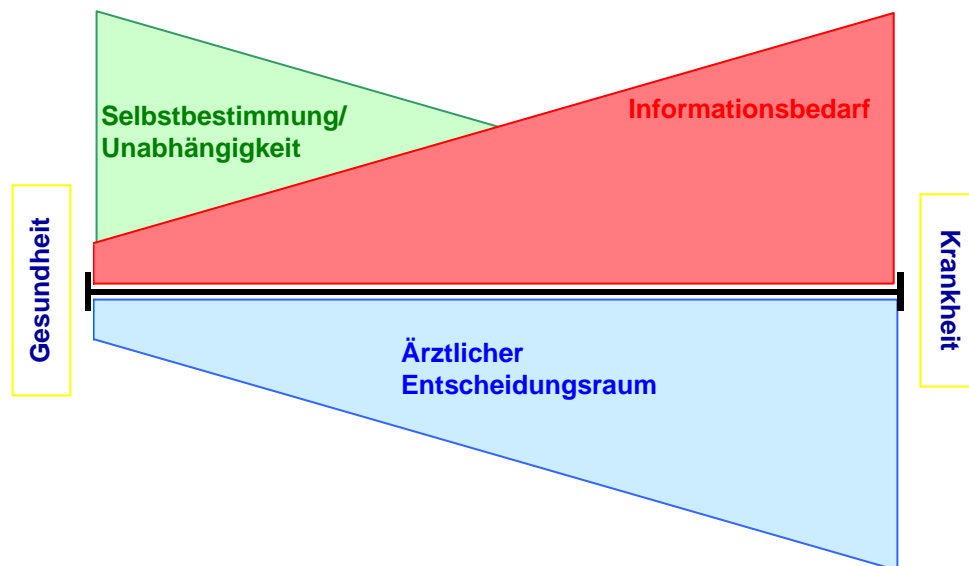 Selbstbestimmung/
Unabhängigkeit
Informationsbedarf
Gesundheit
Krankheit
Ärztlicher
Entscheidungsraum